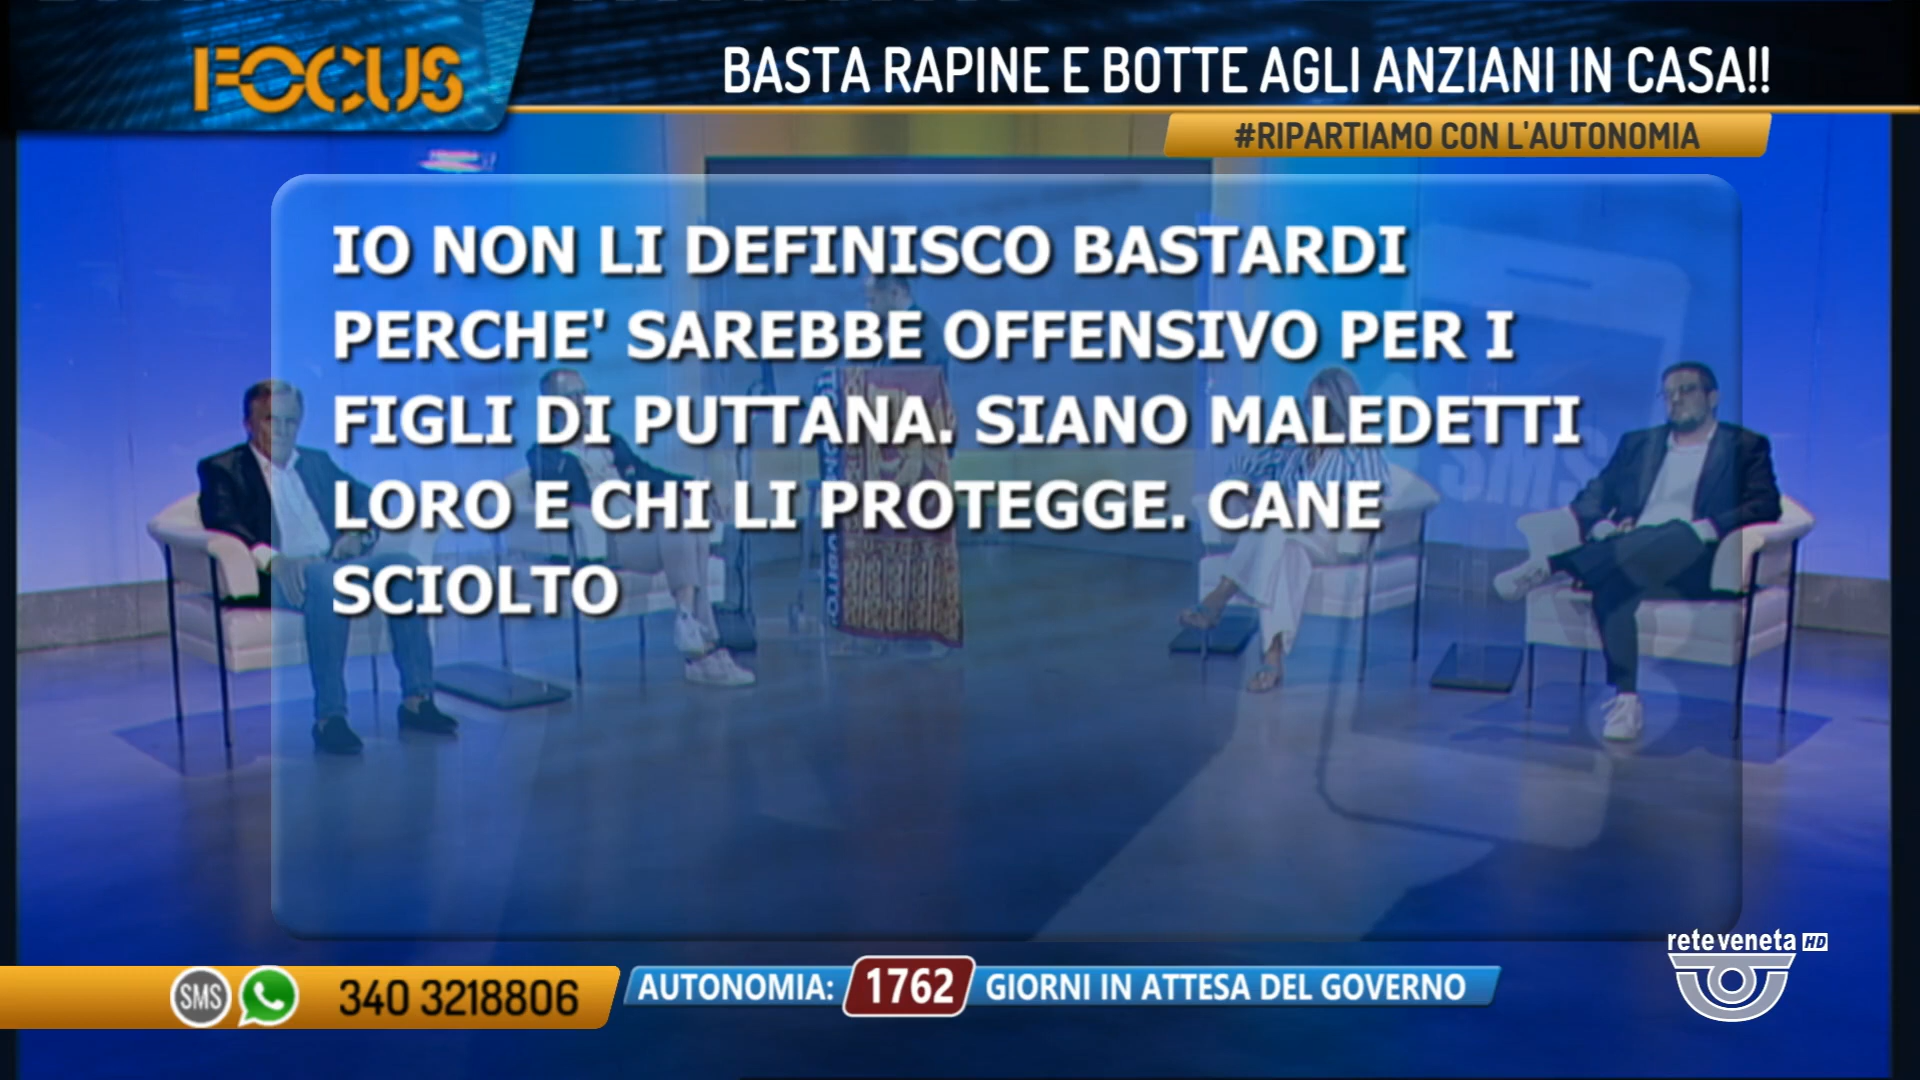 FOCUS
BASTA RAPINE E BOTTE AGLI ANZIANI IN CASA!!
#RIPARTIAMO CON L'AUTONOMIA
IO NON LI DEFINISCO BASTARDI
PERCHE' SAREBBE OFFENSIVO PER I
FIGLI DI PUTTANA. SIANO MALEDETTI
LORO E CHI LI PROTEGGE. CANE
SCIOLTO
SMS
reteveneta HD
SMS
340 3218806
AUTONOMIA: 1762 GIORNI IN ATTESA DEL GOVERNO